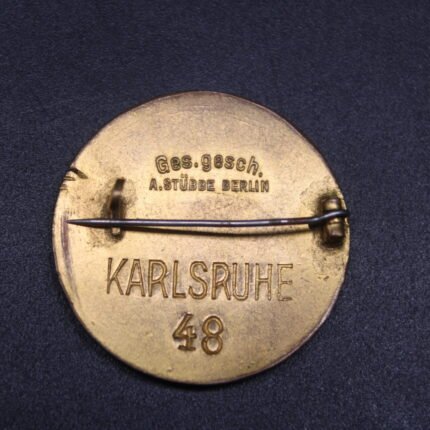 Ges.gesch.
A.STÜBBE BERLIN
KARLSRUHE
48